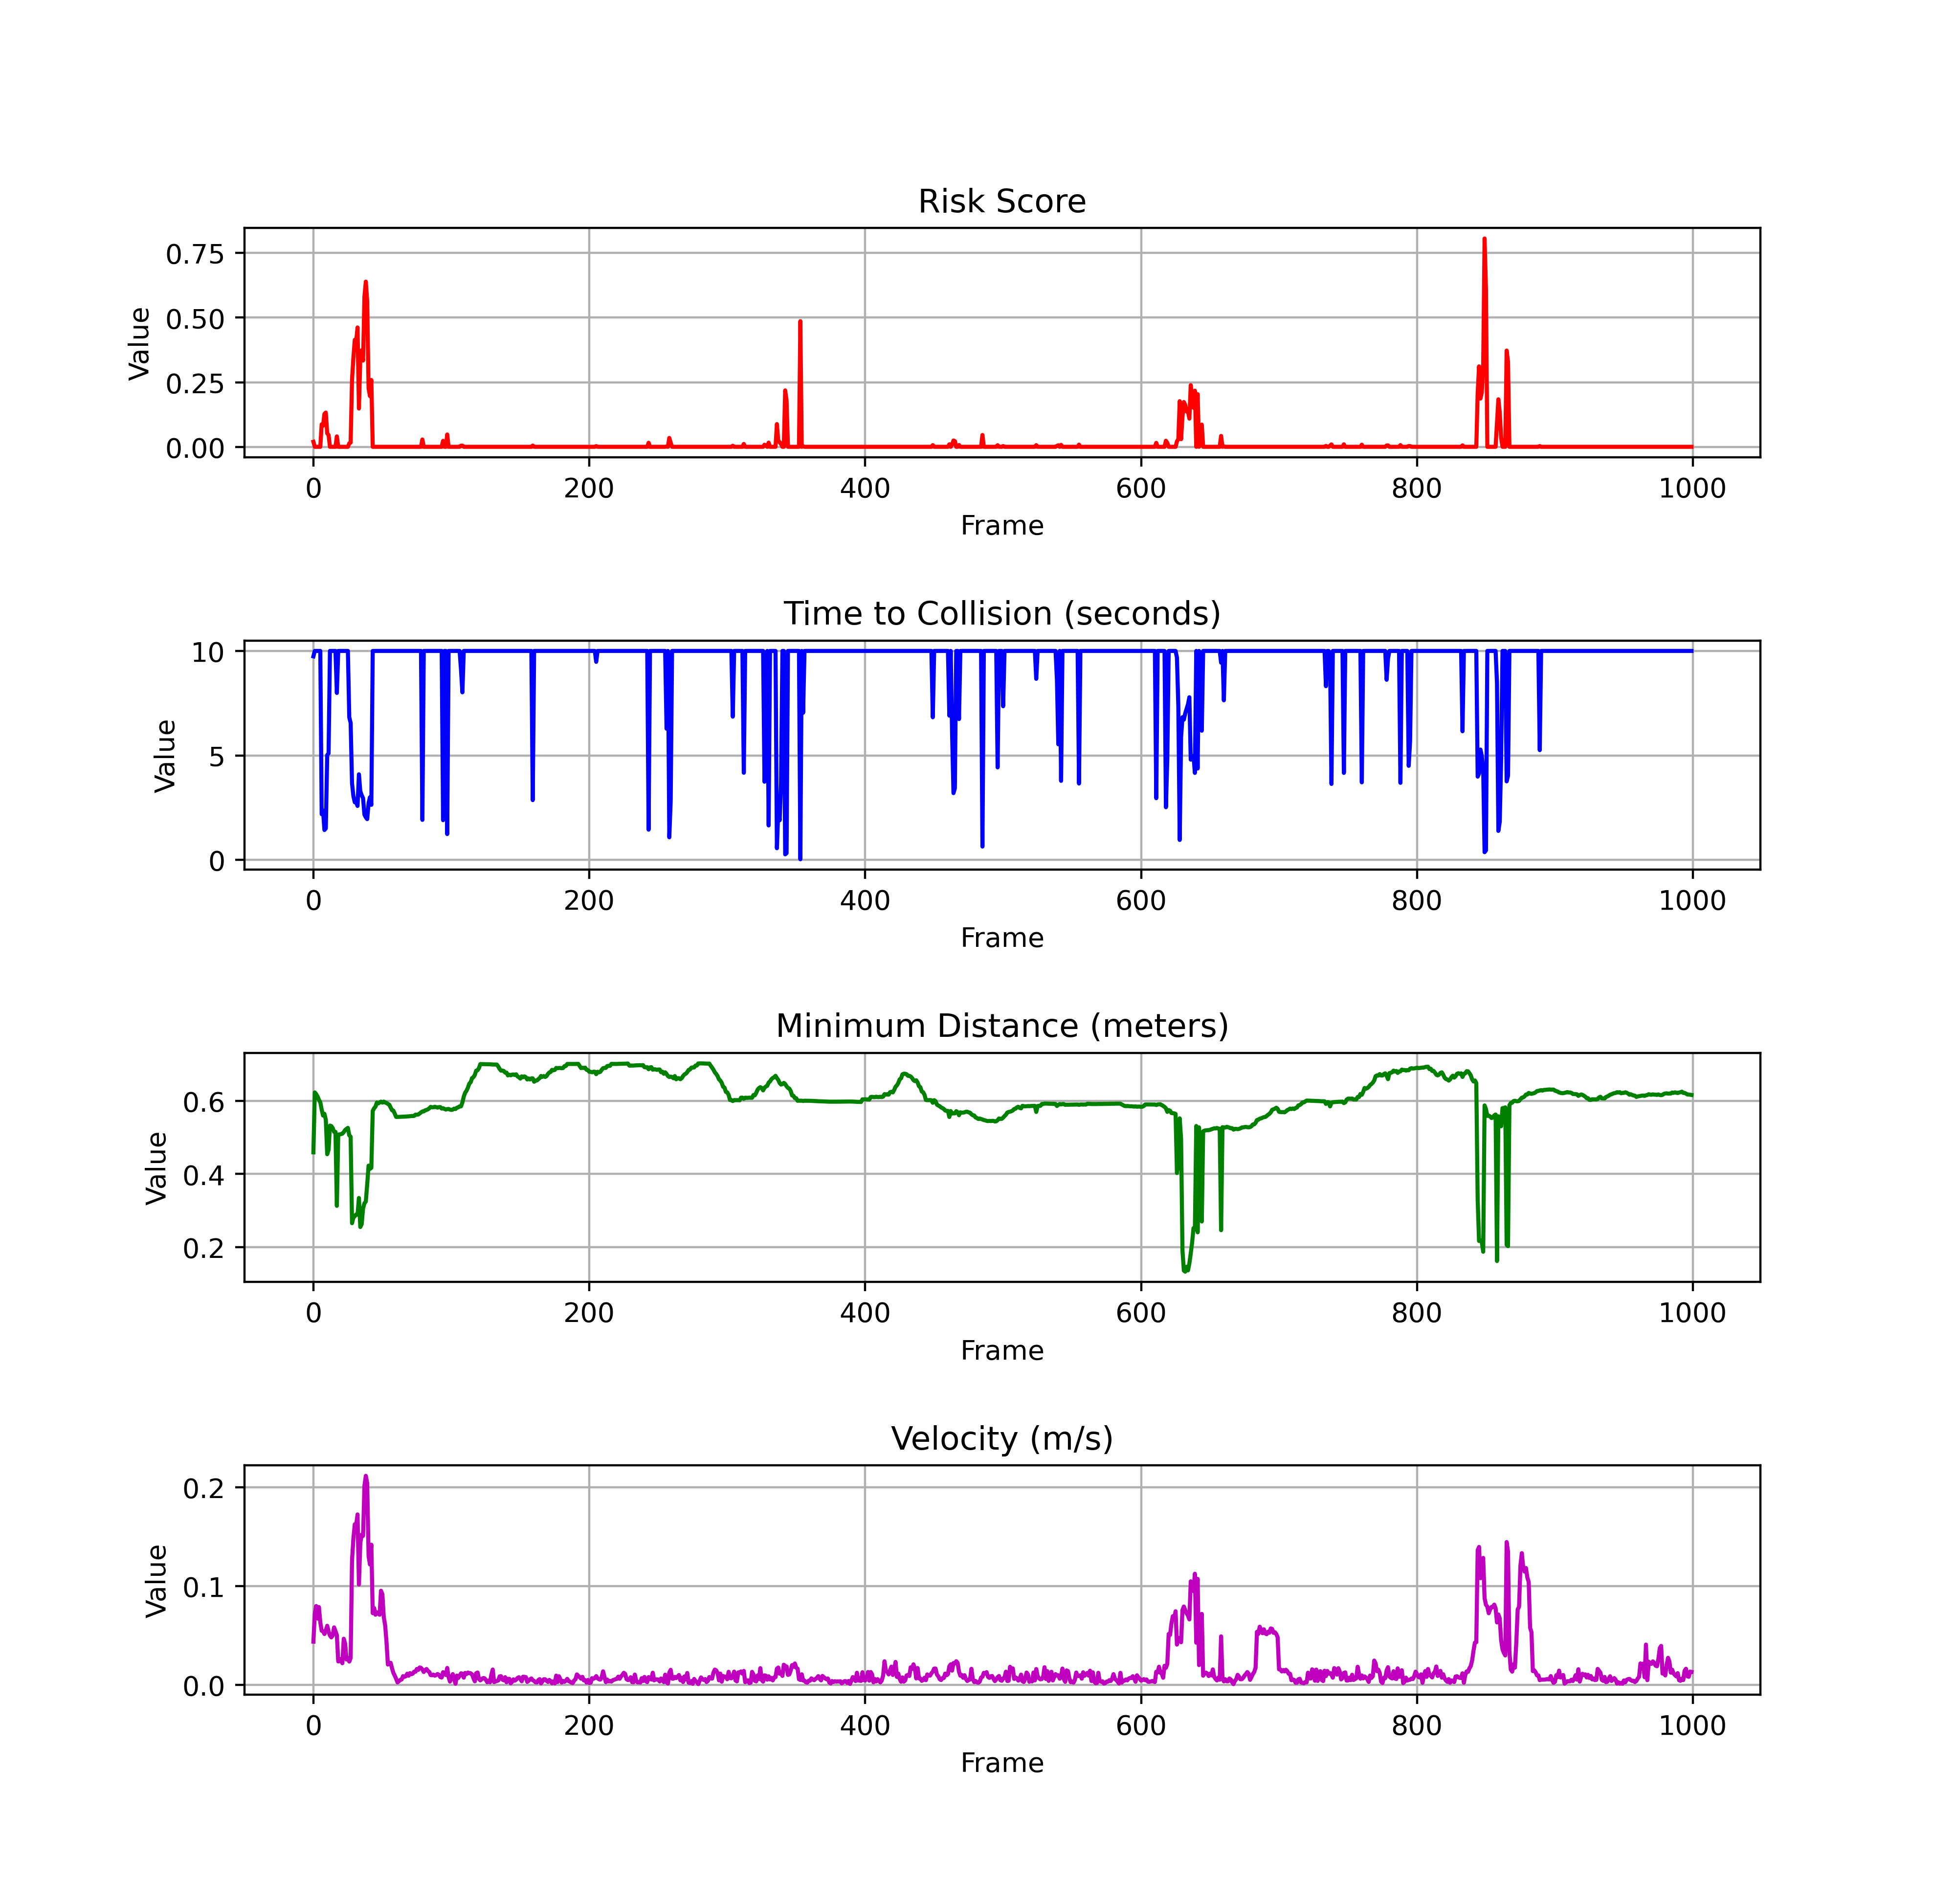 Risk Score
Value
0.75
0.50
0.25
0.00
0 200 400 600 800 1000
Frame
Time to Collision (seconds)
Value
10
5
0
0 200 400 600 800 1000
Frame
Minimum Distance (meters)
Value
0.6
0.4
0.2
0 200 400 600 800 1000
Frame
Velocity (m/s)
Value
0.2
0.1
0.0
0 200 400 600 800 1000
Frame